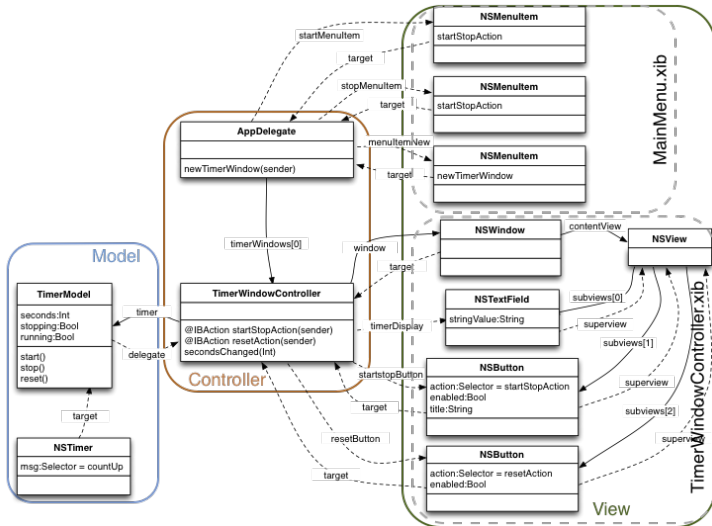 NSMenuItem
startStopAction
startMenuItem
target
NSMenuItem
startStopAction
stopMenuItem
target
MainMenu.xib
AppDelegate
newTimerWindow(sender)
menuItemNew
NSMenuItem
newTimerWindow
target
timerWindows[0]
window
NSWindow
contentView
NSView
target
Model
TimerModel
seconds:Int
stopping:Bool
running:Bool
start()
stop()
reset()
timer
delegate
TimerWindowController
@IBAction startStopAction(sender)
@IBAction resetAction(sender)
secondsChanged(Int)
Controller
timerDisplay
NSTextField
stringValue:String
subviews[0]
superview
subviews[1]
startstopButton
NSButton
action:Selector = startStopAction
enabled:Bool
title:String
target
superview
subviews[2]
superview
TimerWindowController.xib
target
NSTimer
msg:Selector = countUp
resetButton
target
NSButton
action:Selector = resetAction
enabled:Bool
View